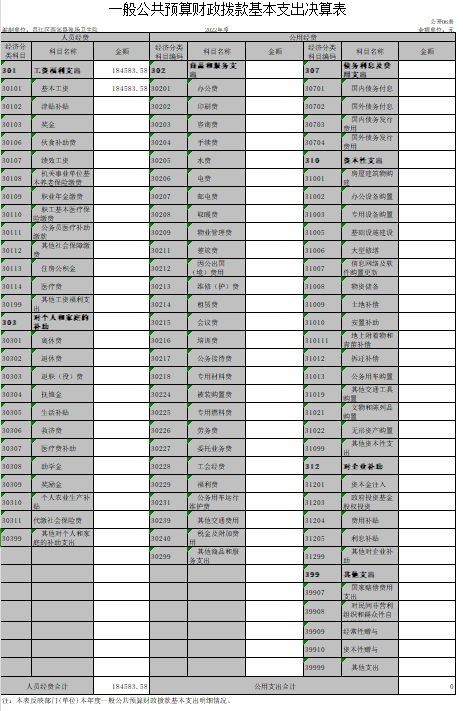 一般公共预算财政拨款基本支出决算表
公开06表
2022年度
金额单位：元
人员经费 公用经费
经济分类科目 科目名称 金额 经济分类科目编码 科目名称 金额 经济分类科目编码 科目名称 金额
301 工资福利支出 184583.58 302 商品和服务支出 307 债务利息及费用支出
30101 基本工资 184583.58 30201 办公费 30701 国内债务付息
30102 津贴补贴 30202 印刷费 30702 国外债务付息
30103 奖金 30203 咨询费 30703 国内债务发行费用
30106 伙食补助费 30204 手续费 30704 国外债务发行费用
30107 绩效工资 30205 水费 310 资本性支出
30108 机关事业单位基本养老保险缴费 30206 电费 31001 房屋建筑物购建
30109 职业年金缴费 30207 邮电费 31002 办公设备购置
30110 职工基本医疗保险缴费 30208 取暖费 31003 专用设备购置
30111 公务员医疗补助缴费 30209 物业管理费 31005 基础设施建设
30112 其他社会保障缴费 30211 差旅费 31006 大型修缮
30113 住房公积金 30212 因公出国（境）费用 31007 信息网络及软件购置更新
30114 医疗费 30213 维修（护）费 31008 物资储备
30199 其他工资福利支出 30214 租赁费 31009 土地补偿
303 对个人和家庭的补助 30215 会议费 31010 安置补助
30301 离休费 30216 培训费 310111 地上附着物和青苗补偿
30302 退休费 30217 公务接待费 31012 拆迁补偿
30303 退职（役）费 30218 专用材料费 31013 公务用车购置
30304 抚恤金 30224 被装购置费 31019 其他交通工具购置
30305 生活补贴 30225 专用燃料费 31021 文物和陈列品购置
30306 救济费 30226 劳务费 31022 无形资产购置
30307 医疗费补助 30227 委托业务费 31099 其他资本性支出
30308 助学金 30228 工会经费 312 对企业补助
30309 奖励金 30229 福利费 31201 资本金注入
30310 个人农业生产补贴 30231 公务用车运行维护费 31203 政府投资基金股权投资
30311 代缴社会保险费 30239 其他交通费用 31204 费用补贴
30399 其他对个人和家庭的补助支出 30240 税金及附加费用 31205 利息补贴
30299 其他商品和服务支出 31299 其他对企业补助
399 其他支出
39907 国家赔偿费用支出
39908 对民间非营利组织和群众性自
39909 经常性赠与
39910 资本性赠与
39999 其他支出
人员经费合计 184583.58 公用支出合计 0
注：本表反映部门(单位)本年度一般公共预算财政拨款基本支出明细情况。